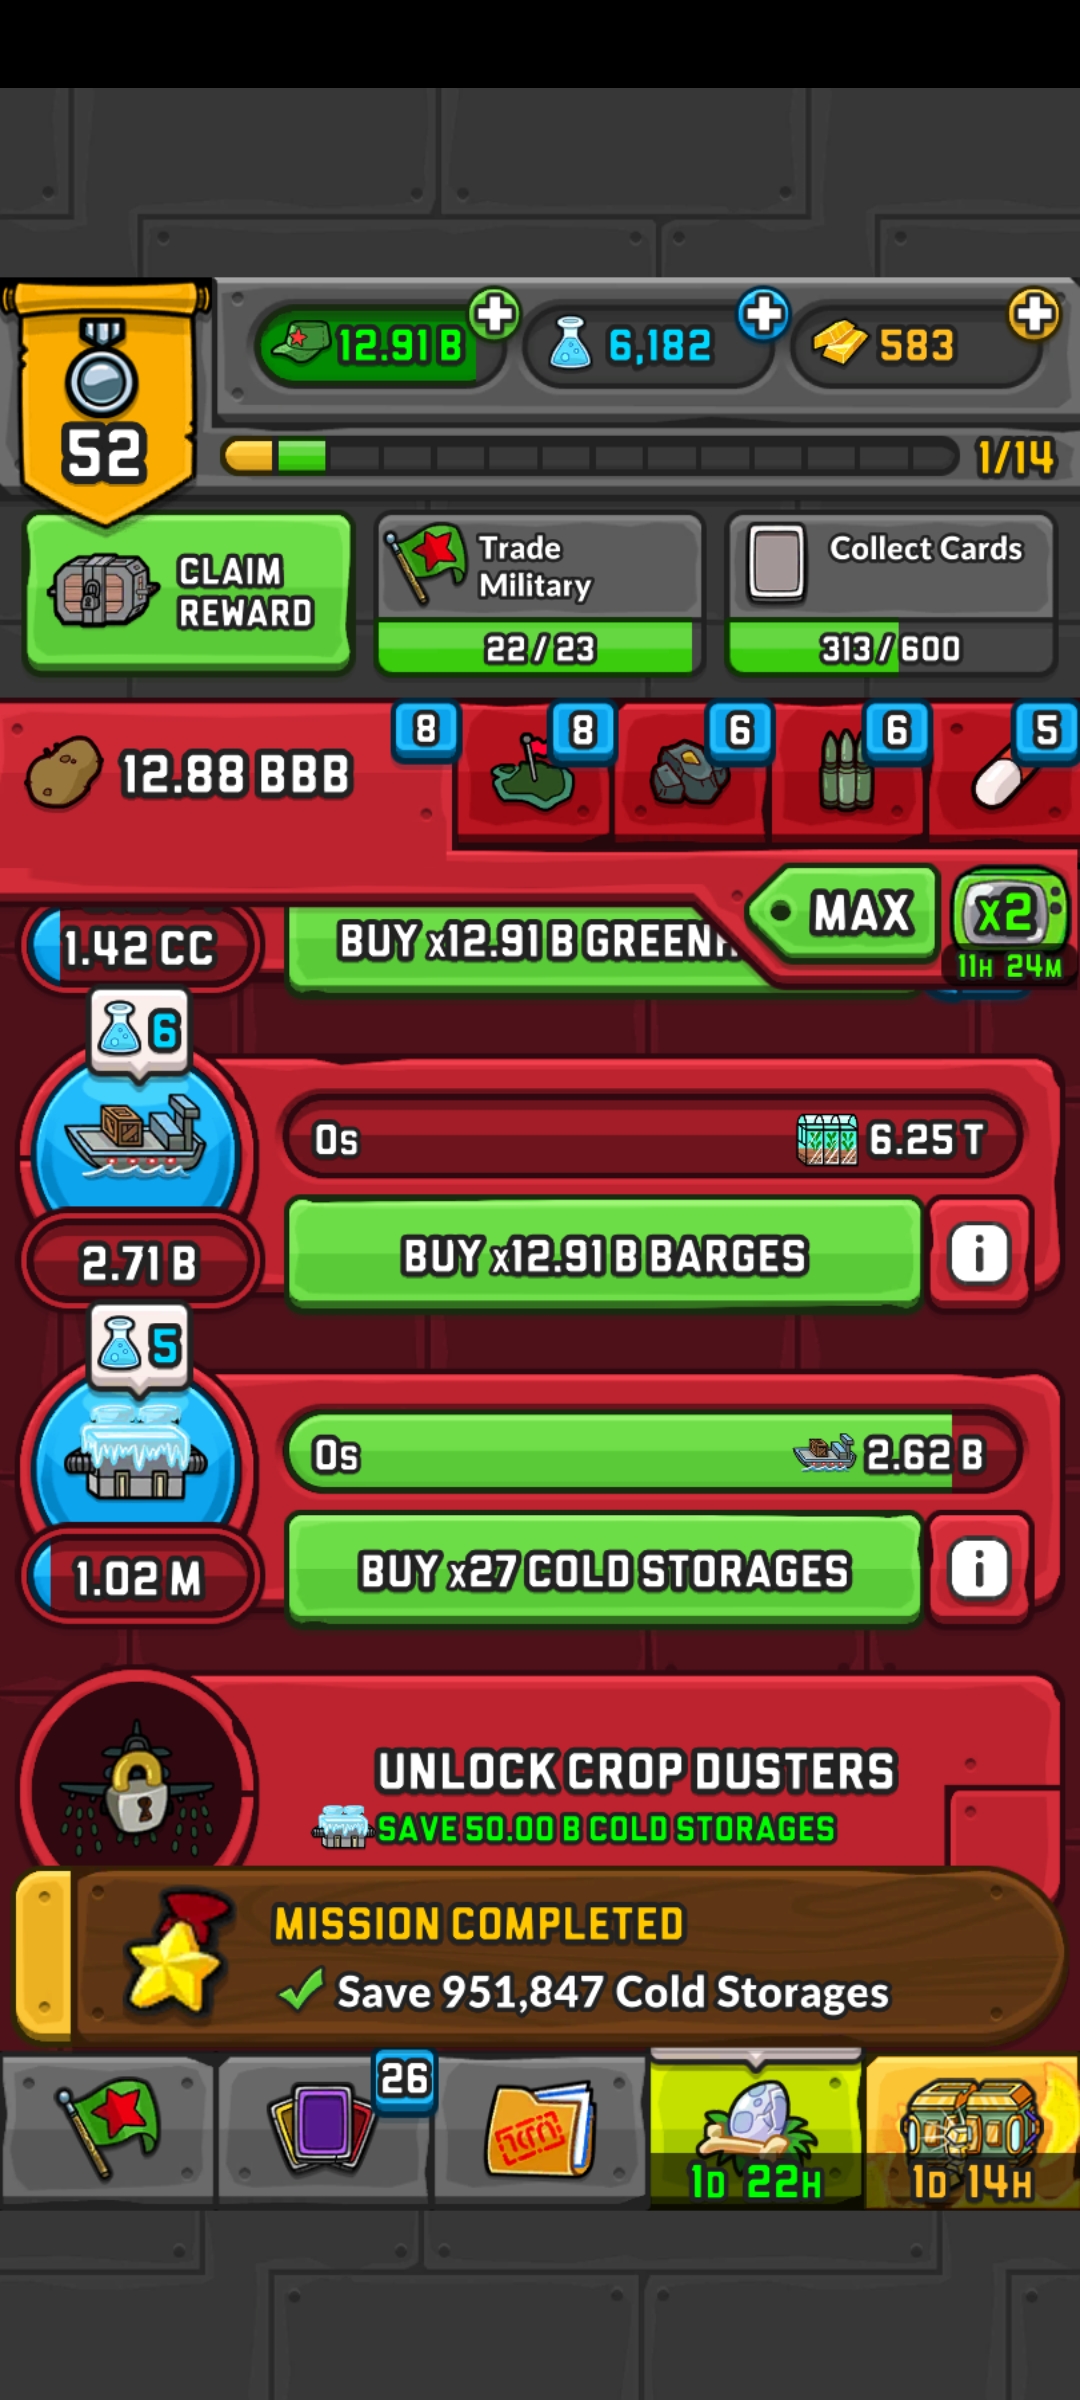 12.91 B
6,182
583
52
1/14
CLAIM
REWARD
Trade
Military
22/23
Collect Cards
313/600
12.88 BBB
8
8
6
6
5
MAX
x2
11H 24M
1.42 CC
BUY x12.91 B GREENH
6
0s
6.25 T
2.71 B
BUY x12.91 B BARGES
i
5
0s
2.62 B
1.02 M
BUY x27 COLD STORAGES
i
UNLOCK CROP DUSTERS
SAVE 50.00 B COLD STORAGES
MISSION COMPLETED
Save 951,847 Cold Storages
26
1D 22H
1D 14H